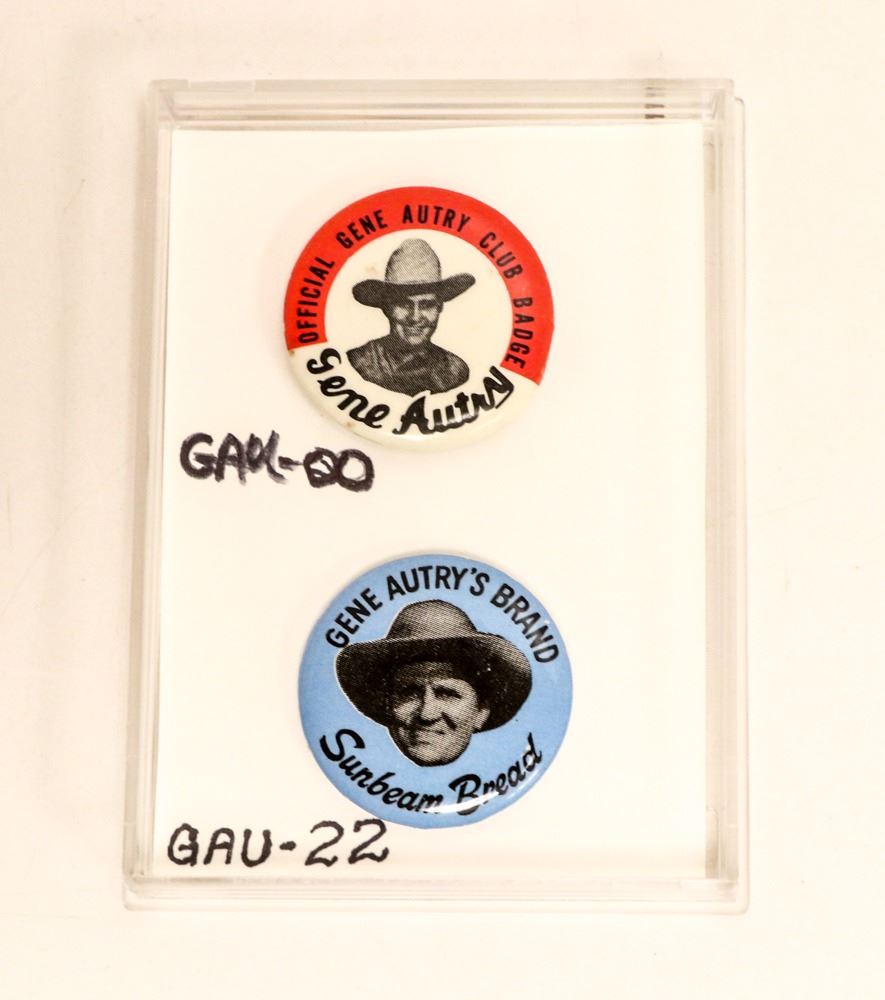 OFFICIAL GENE AUTRY CLUB BADGE
Gene Autry
GAU-00
GENE AUTRY'S BRAND
Sunbeam Bread
GAU-22